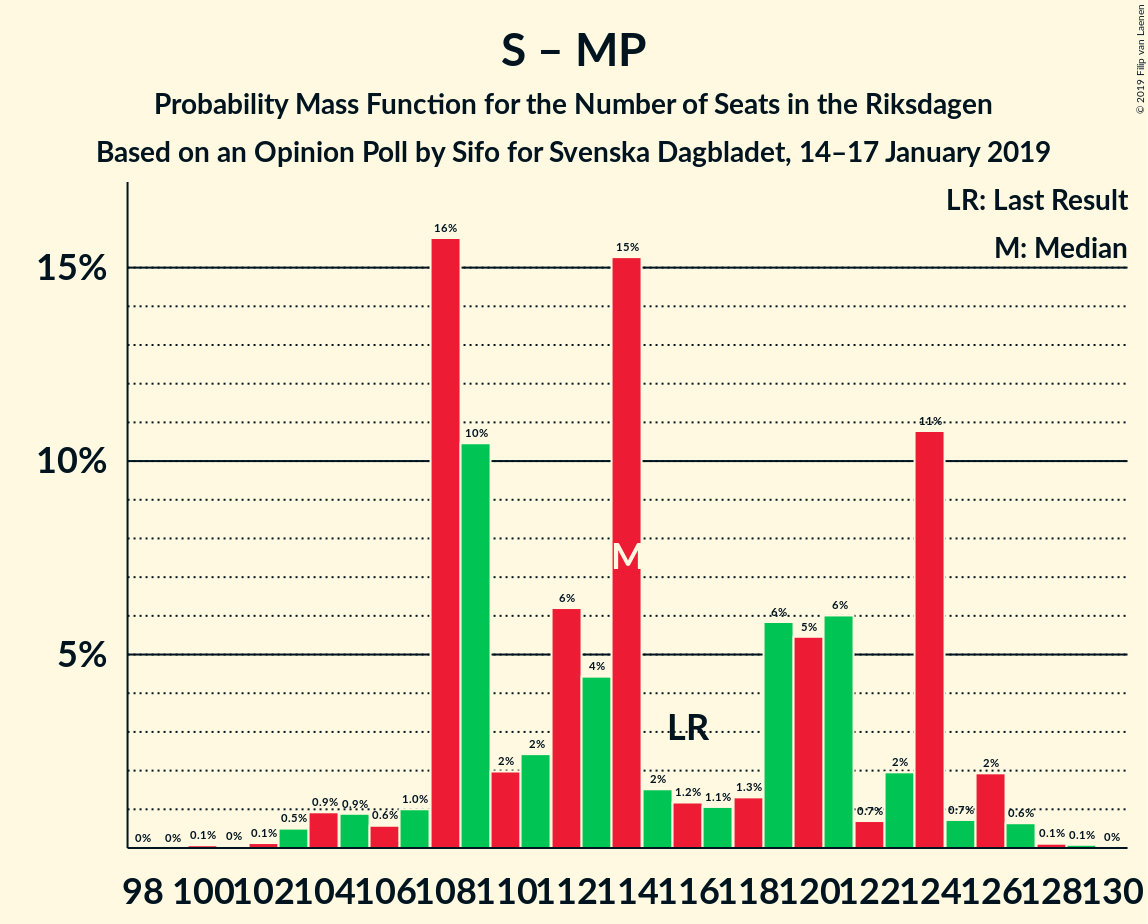 S – MP
Probability Mass Function for the Number of Seats in the Riksdagen
Based on an Opinion Poll by Sifo for Svenska Dagbladet, 14–17 January 2019
© 2019 Filip van Laenen
LR: Last Result
M: Median
15%
10%
5%
0% 0% 0.1% 0% 0.1% 0.5% 0.9% 0.9% 0.6% 1.0% 16% 10% 2% 2% 6% 4% 15% 2% 1.2% 1.1% 1.3% 6% 5% 6% 0.7% 2% 11% 0.7% 2% 0.6% 0.1% 0.1% 0%
M
LR
98 100 102 104 106 108 110 112 114 116 118 120 122 124 126 128 130